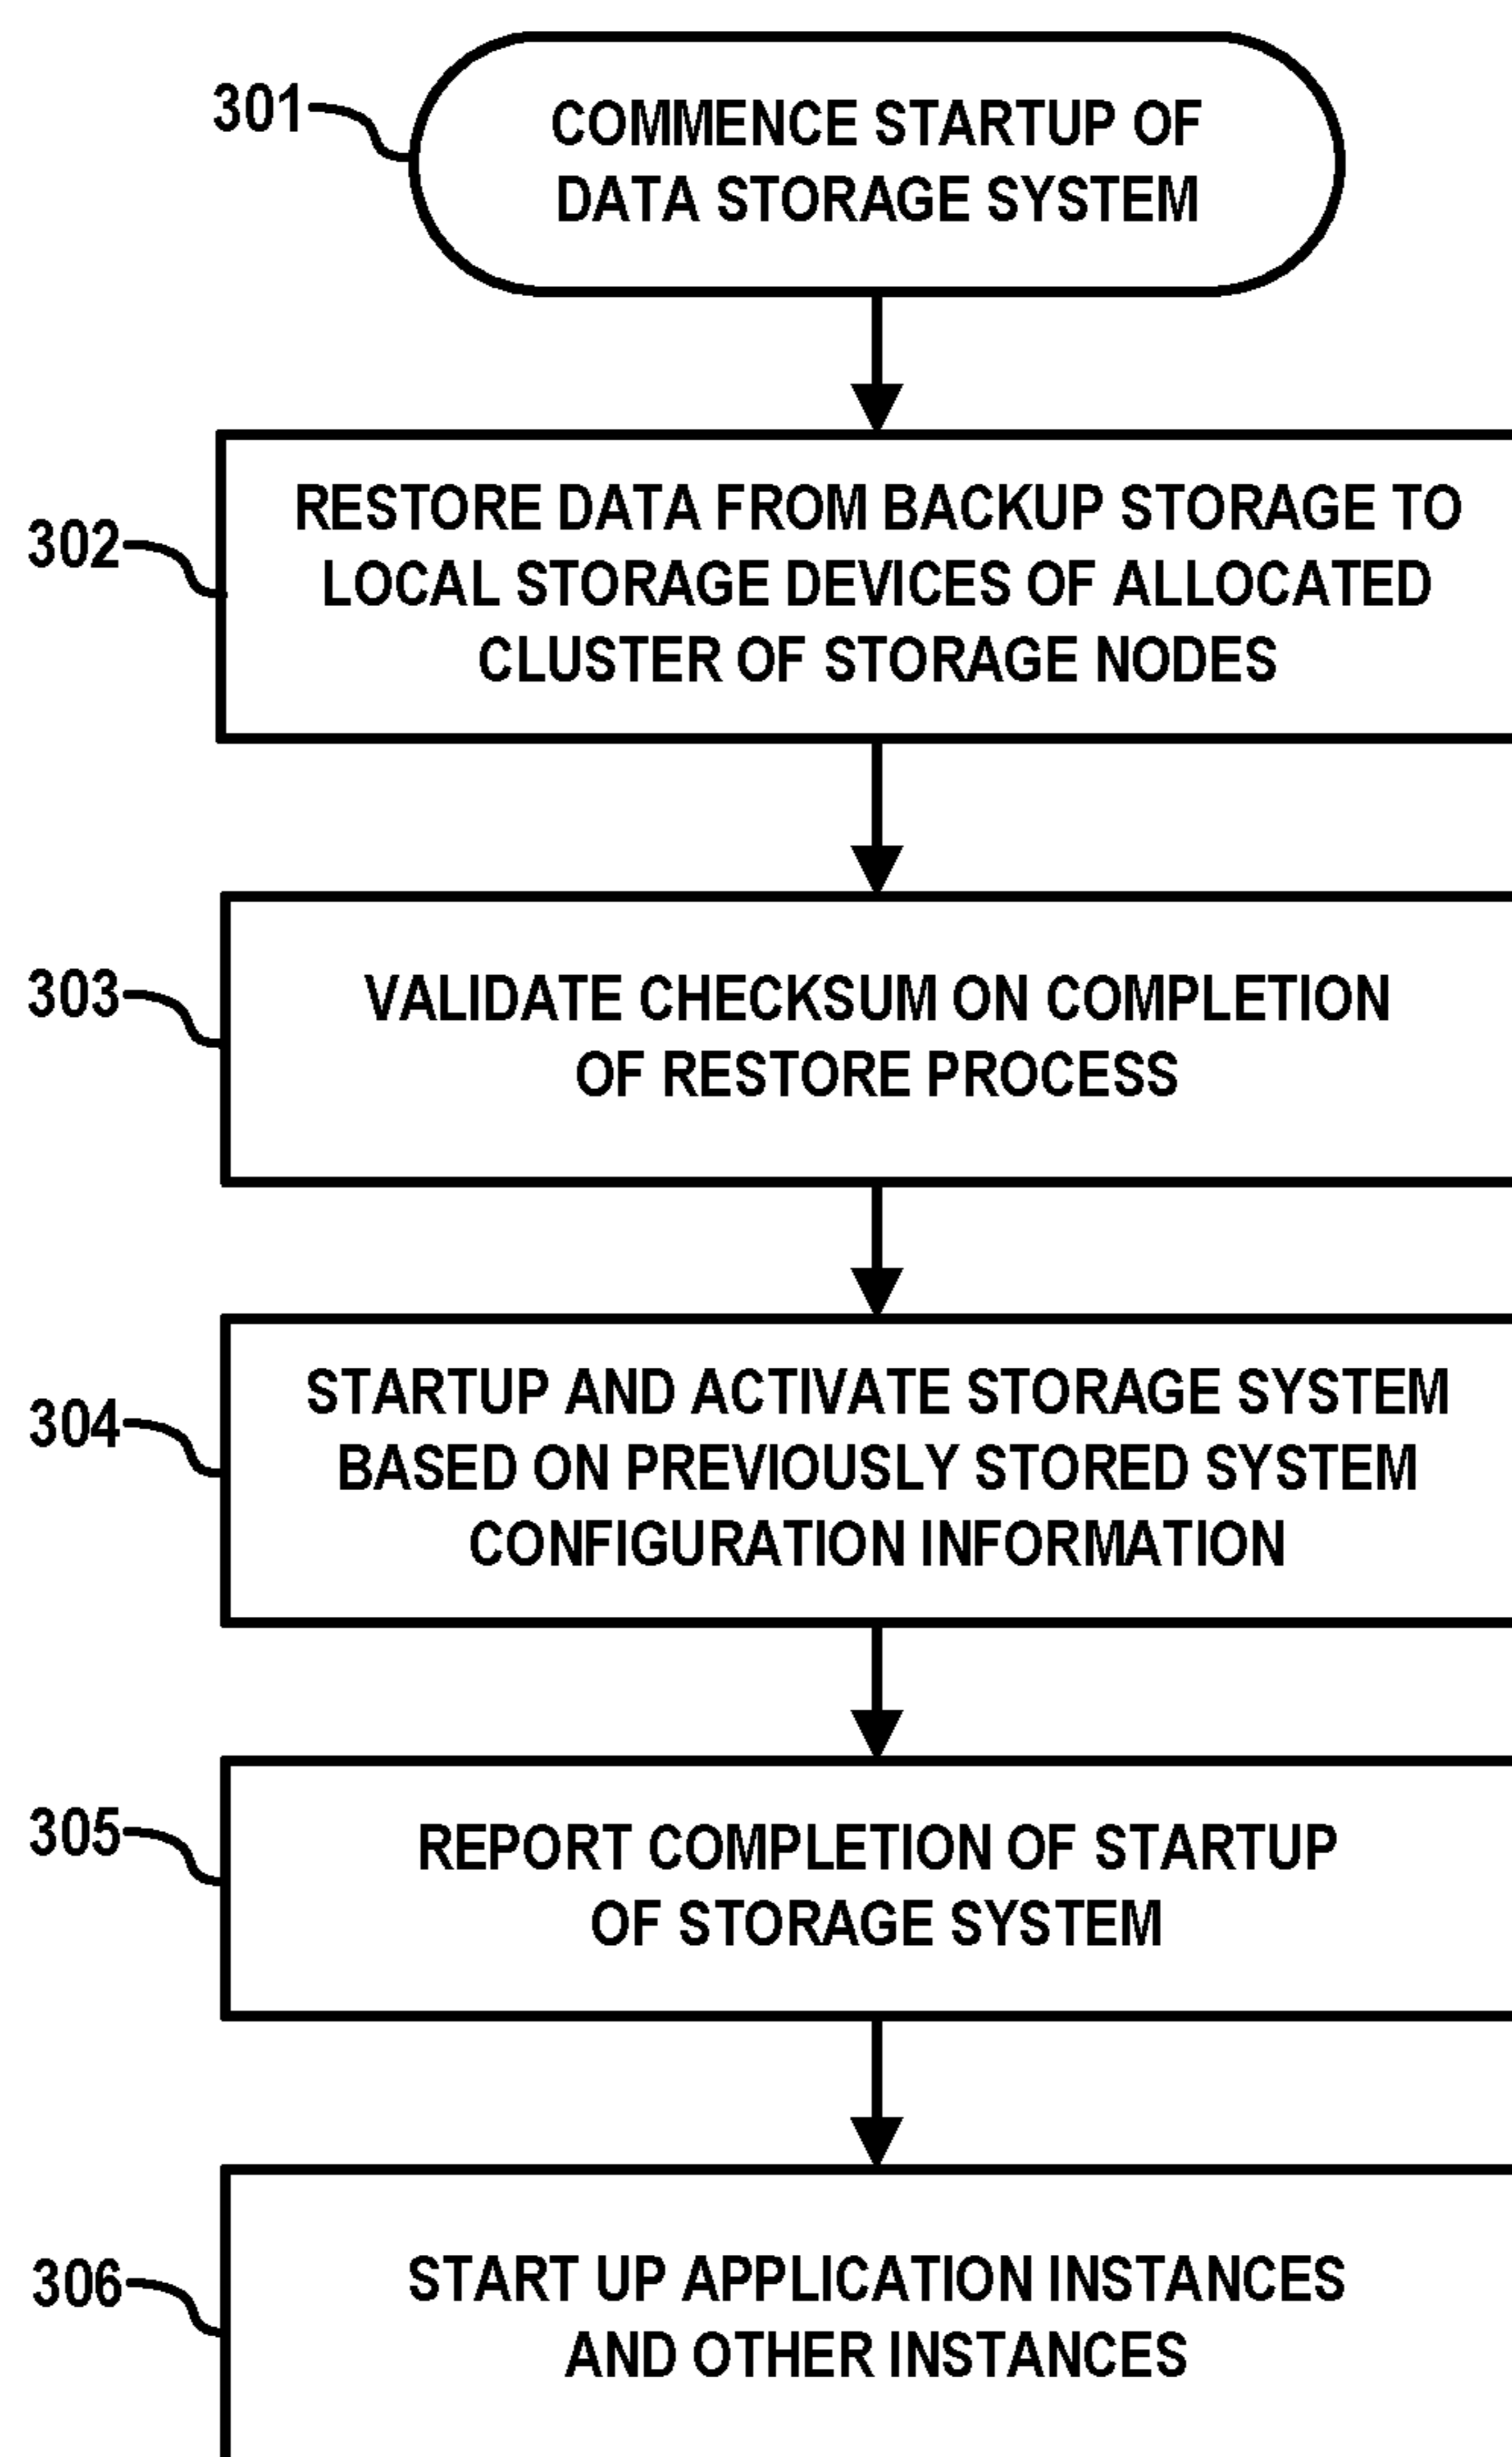 301
COMMENCE STARTUP OF
DATA STORAGE SYSTEM
302
RESTORE DATA FROM BACKUP STORAGE TO
LOCAL STORAGE DEVICES OF ALLOCATED
CLUSTER OF STORAGE NODES
303
VALIDATE CHECKSUM ON COMPLETION
OF RESTORE PROCESS
304
STARTUP AND ACTIVATE STORAGE SYSTEM
BASED ON PREVIOUSLY STORED SYSTEM
CONFIGURATION INFORMATION
305
REPORT COMPLETION OF STARTUP
OF STORAGE SYSTEM
306
START UP APPLICATION INSTANCES
AND OTHER INSTANCES